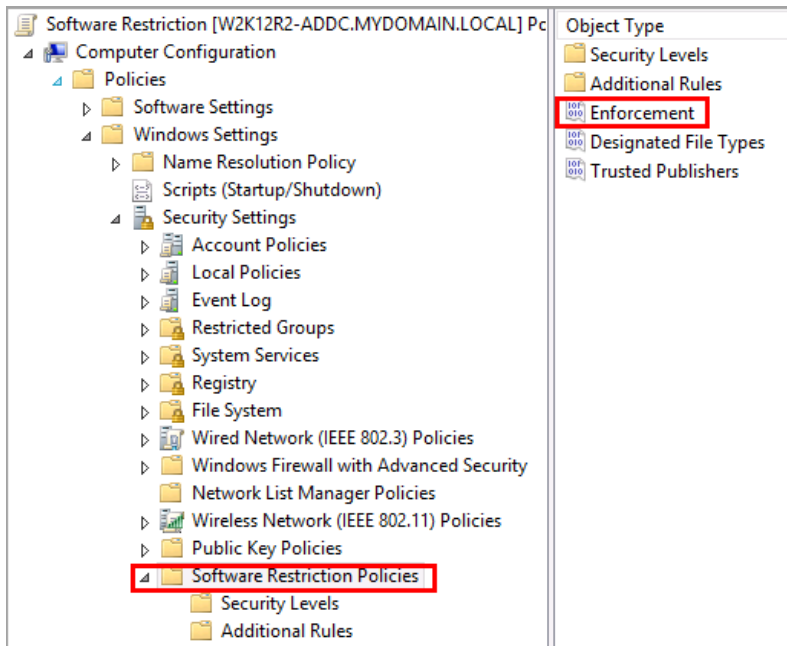 Software Restriction [W2K12R2-ADDC.MYDOMAIN.LOCAL] Pc
Computer Configuration
Policies
Software Settings
Windows Settings
Name Resolution Policy
Scripts (Startup/Shutdown)
Security Settings
Account Policies
Local Policies
Event Log
Restricted Groups
System Services
Registry
File System
Wired Network (IEEE 802.3) Policies
Windows Firewall with Advanced Security
Network List Manager Policies
Wireless Network (IEEE 802.11) Policies
Public Key Policies
Software Restriction Policies
Security Levels
Additional Rules
Object Type
Security Levels
Additional Rules
Enforcement
Designated File Types
Trusted Publishers